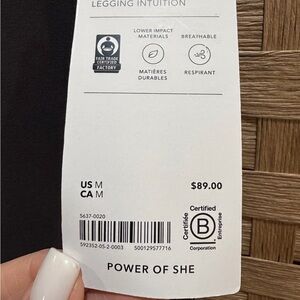 LEGGING INTUITION
FAIR TRADE
CERTIFIED
FACTORY
LOWER IMPACT
MATERIALS
BREATHABLE
MATIÈRES
DURABLES
RESPIRANT
US M
CA M
$89.00
5637-0020
592352-05-2-0003 500129577716
Certified
Certifiée
B
Entreprise
Corporation
POWER OF SHE